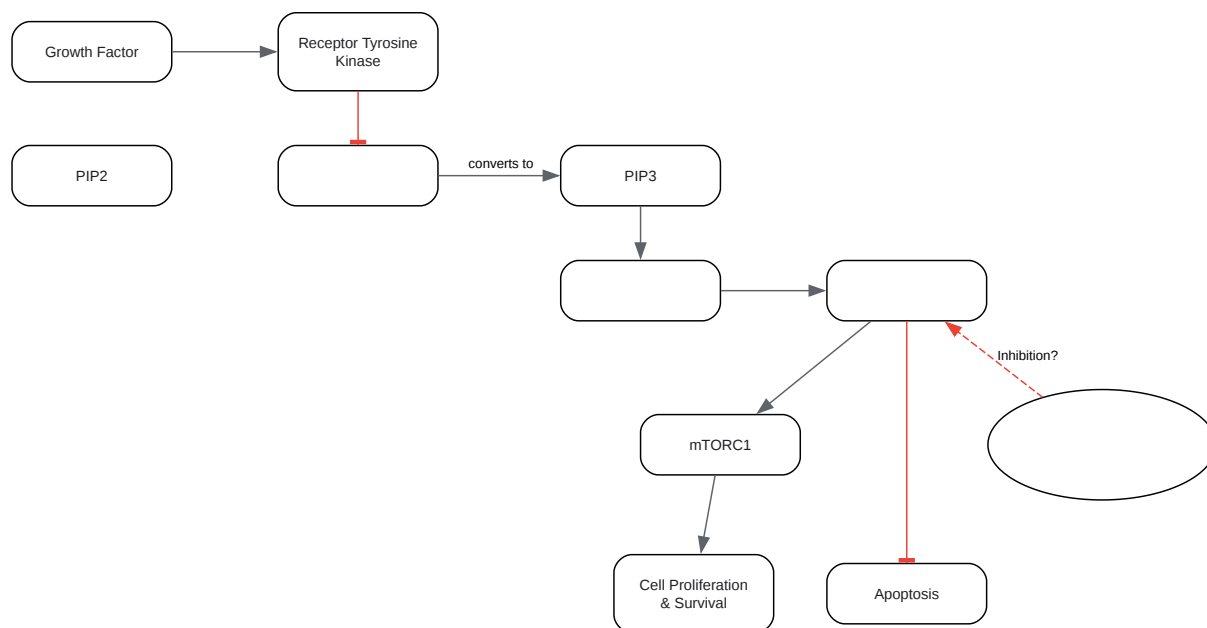 Growth Factor
Receptor Tyrosine
Kinase
PIP2
converts to
PIP3
Inhibition?
mTORC1
Cell Proliferation
& Survival
Apoptosis